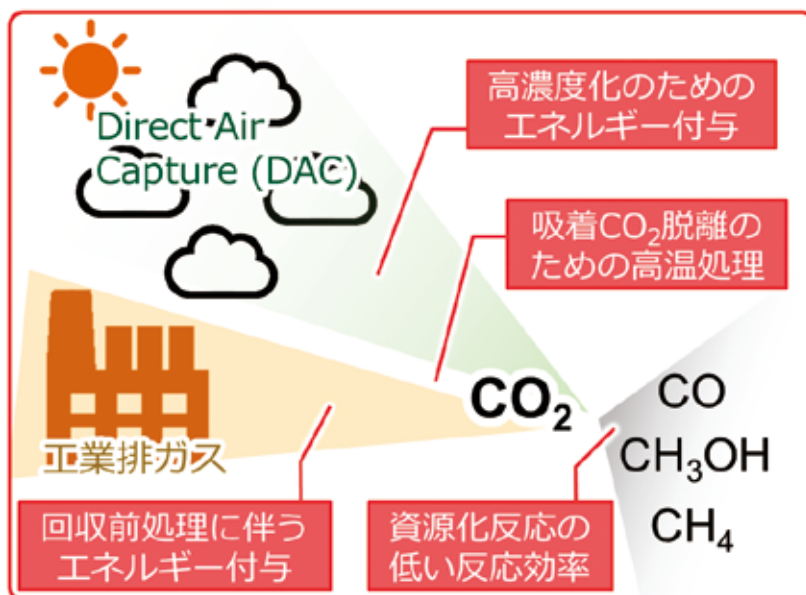 Direct Air
Capture (DAC)
高濃度化のための
エネルギー付与
吸着CO₂脱離の
ための高温処理
工業排ガス
CO₂
CO
CH₃OH
CH₄
回収前処理に伴う
エネルギー付与
資源化反応の
低い反応効率